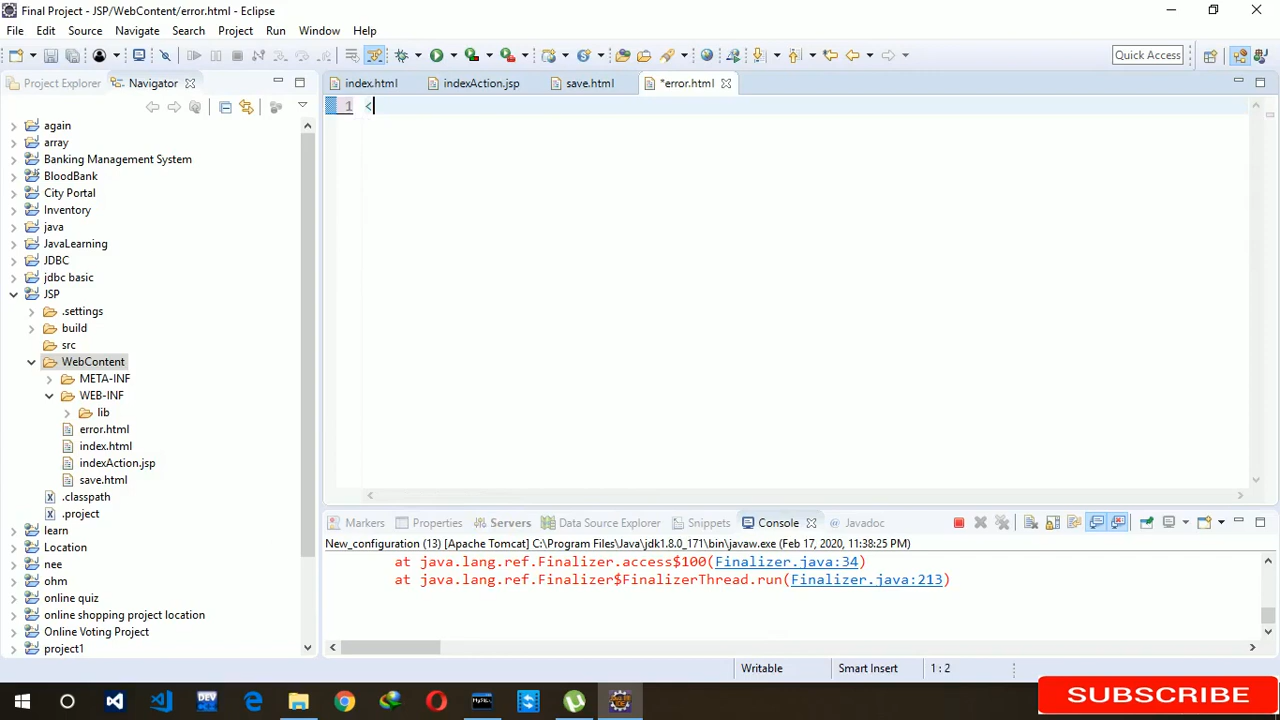 Final Project - JSP/WebContent/error.html - Eclipse
File Edit Source Navigate Search Project Run Window Help
Quick Access
Project Explorer Navigator
index.html indexAction.jsp save.html *error.html
1 <
again
array
Banking Management System
BloodBank
City Portal
Inventory
java
JavaLearning
JDBC
jdbc basic
JSP
.settings
build
src
WebContent
META-INF
WEB-INF
lib
error.html
index.html
indexAction.jsp
save.html
.classpath
.project
learn
Location
nee
ohm
online quiz
online shopping project location
Online Voting Project
project1
Markers Properties Servers Data Source Explorer Snippets Console Javadoc
New_configuration (13) [Apache Tomcat] C:\Program Files\Java\jdk1.8.0_171\bin\javaw.exe (Feb 17, 2020, 11:38:25 PM)
at java.lang.ref.Finalizer.access$100(Finalizer.java:34)
at java.lang.ref.Finalizer$FinalizerThread.run(Finalizer.java:213)
Writable Smart Insert 1 : 2
SUBSCRIBE